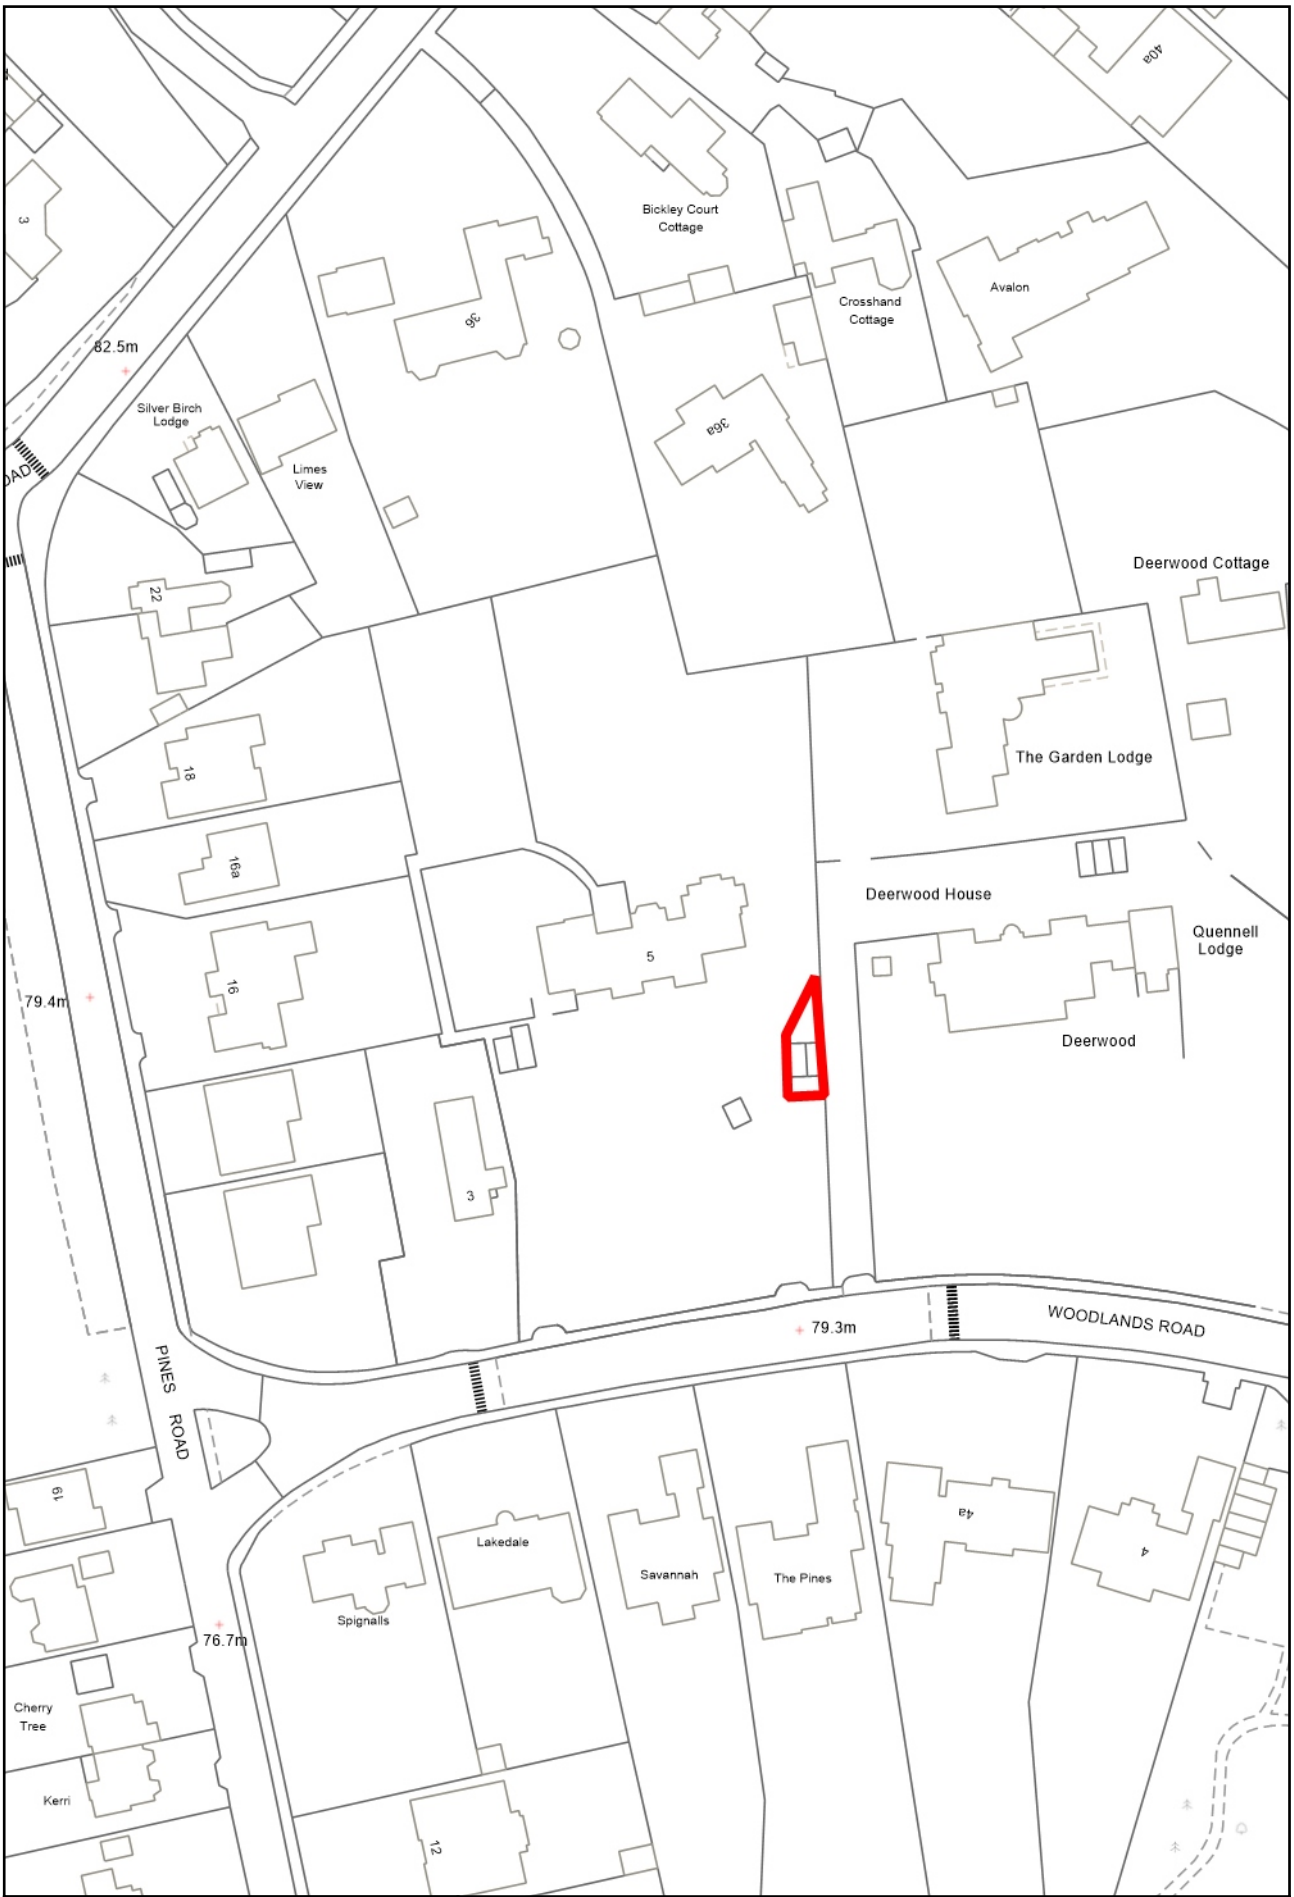 40a
3
Bickley Court
Cottage
Avalon
Crosshand
Cottage
36
82.5m
Silver Birch
Lodge
36a
Limes
View
OAD
Deerwood Cottage
22
The Garden Lodge
18
16a
Deerwood House
Quennell
Lodge
5
16
79.4m
Deerwood
3
WOODLANDS ROAD
79.3m
PINES ROAD
19
4a
Lakedale
4
Savannah
The Pines
Spignalls
76.7m
Cherry
Tree
Kerri
12